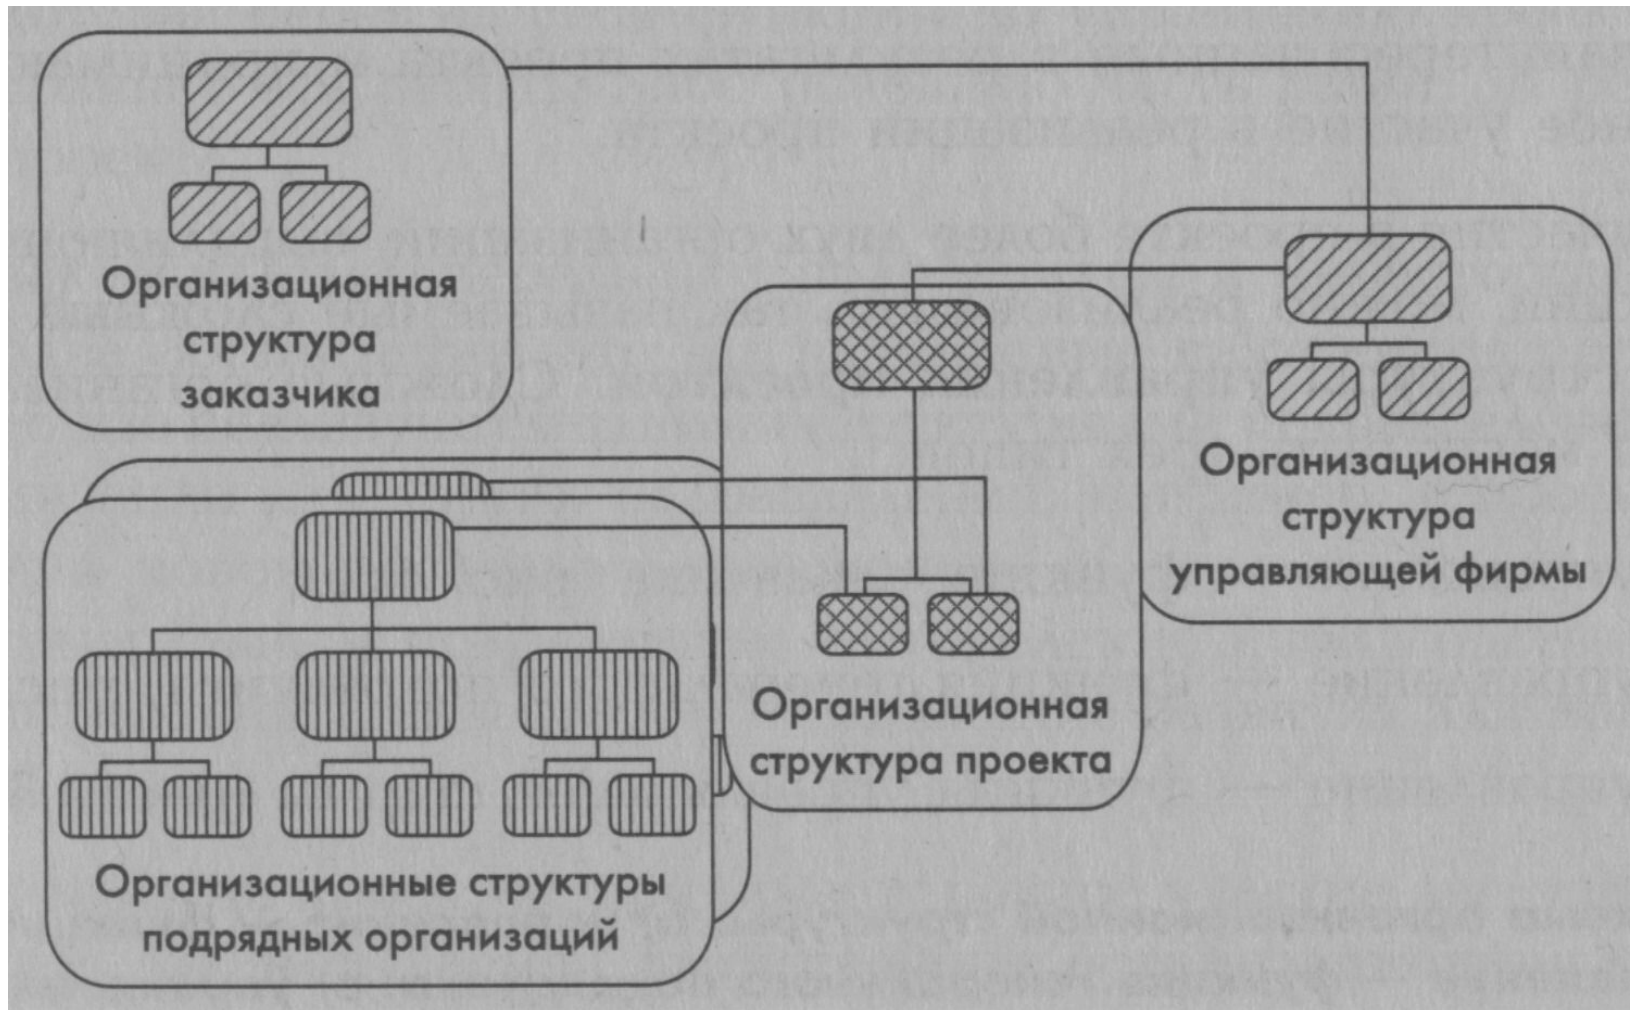 Организационная
структура
заказчика
Организационная
структура
управляющей фирмы
Организационная
структура проекта
Организационные структуры
подрядных организаций